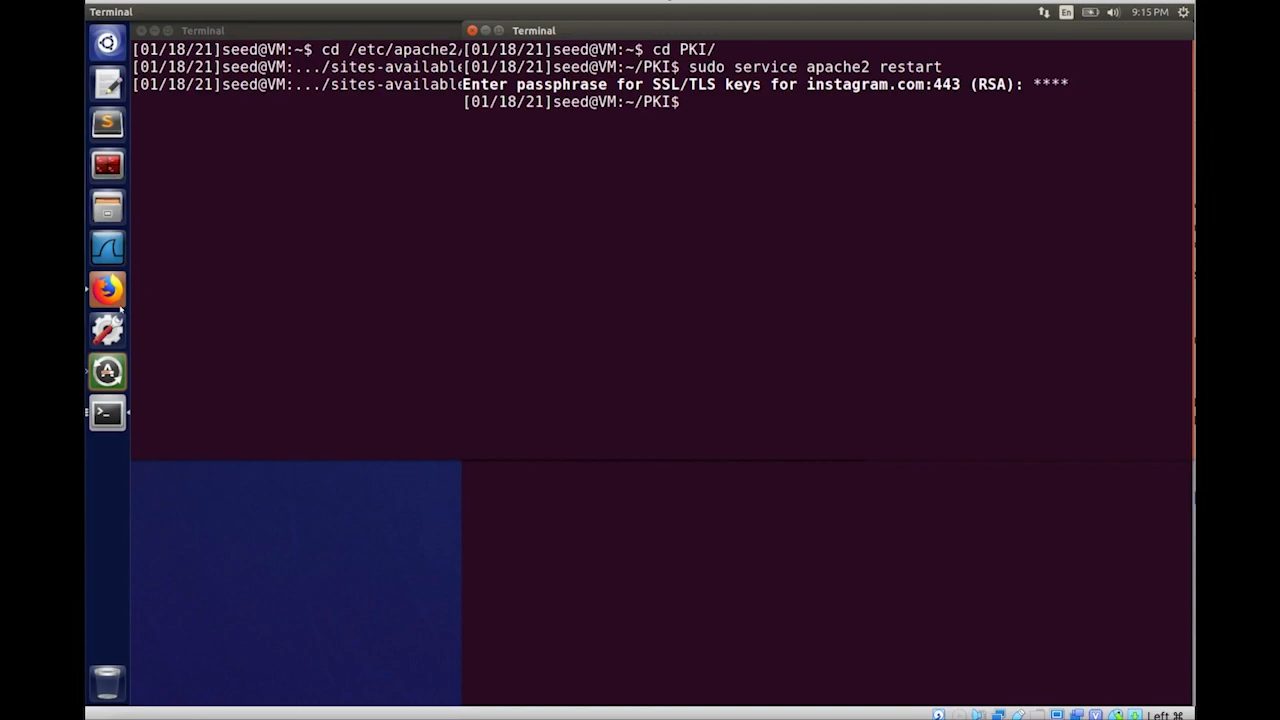 Terminal
En
9:15 PM
Terminal
[01/18/21]seed@VM:~$ cd /etc/apache2/
[01/18/21]seed@VM:.../sites-available
[01/18/21]seed@VM:.../sites-available
Terminal
[01/18/21]seed@VM:~$ cd PKI/
[01/18/21]seed@VM:~/PKI$ sudo service apache2 restart
Enter passphrase for SSL/TLS keys for instagram.com:443 (RSA): ****
[01/18/21]seed@VM:~/PKI$
Left ⌘